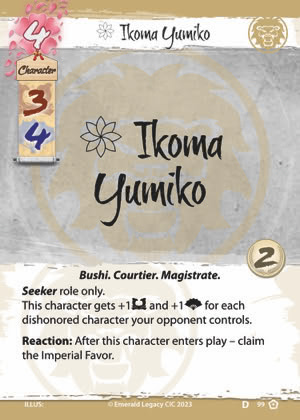 4
Ikoma Yumiko
Character
3
4
Ikoma
Yumiko
2
Bushi. Courtier. Magistrate.
Seeker role only.
This character gets +1 and +1 for each
dishonored character your opponent controls.
Reaction: After this character enters play – claim
the Imperial Favor.
ILLUS:
© Emerald Legacy CIC 2023
D 99